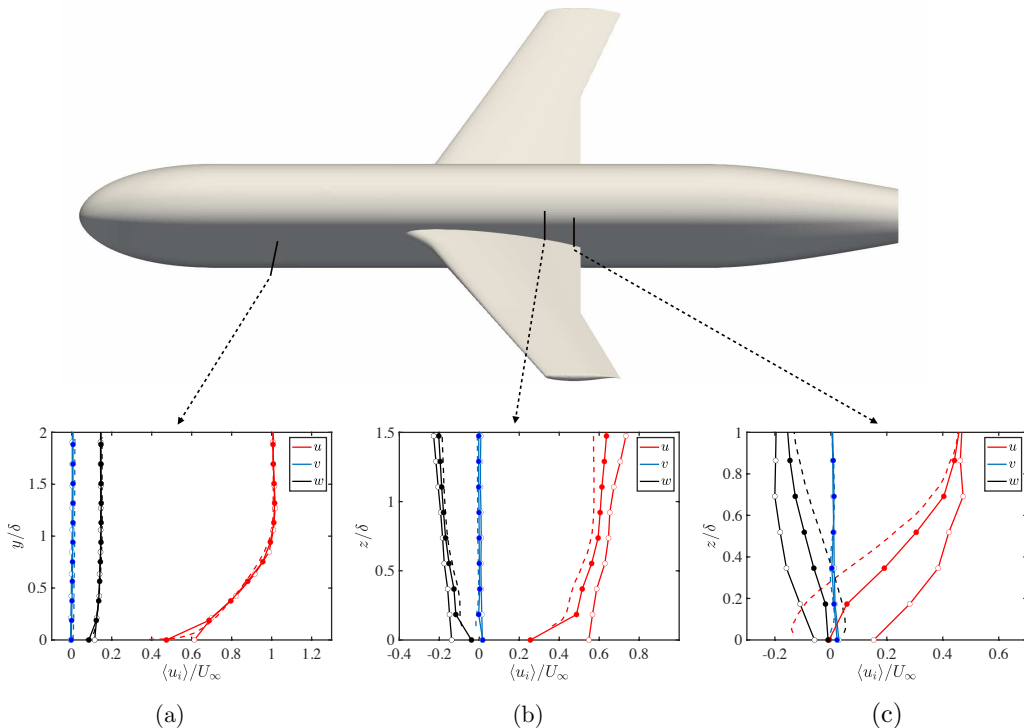 2
1.5
1
0.5
0
0 0.2 0.4 0.6 0.8 1 1.2
y/δ
⟨u_i⟩/U_∞
u
v
w
(a)
1.5
1
0.5
0
-0.4 -0.2 0 0.2 0.4 0.6 0.8
z/δ
⟨u_i⟩/U_∞
u
v
w
(b)
1
0.8
0.6
0.4
0.2
0
-0.2 0 0.2 0.4 0.6
z/δ
⟨u_i⟩/U_∞
u
v
w
(c)